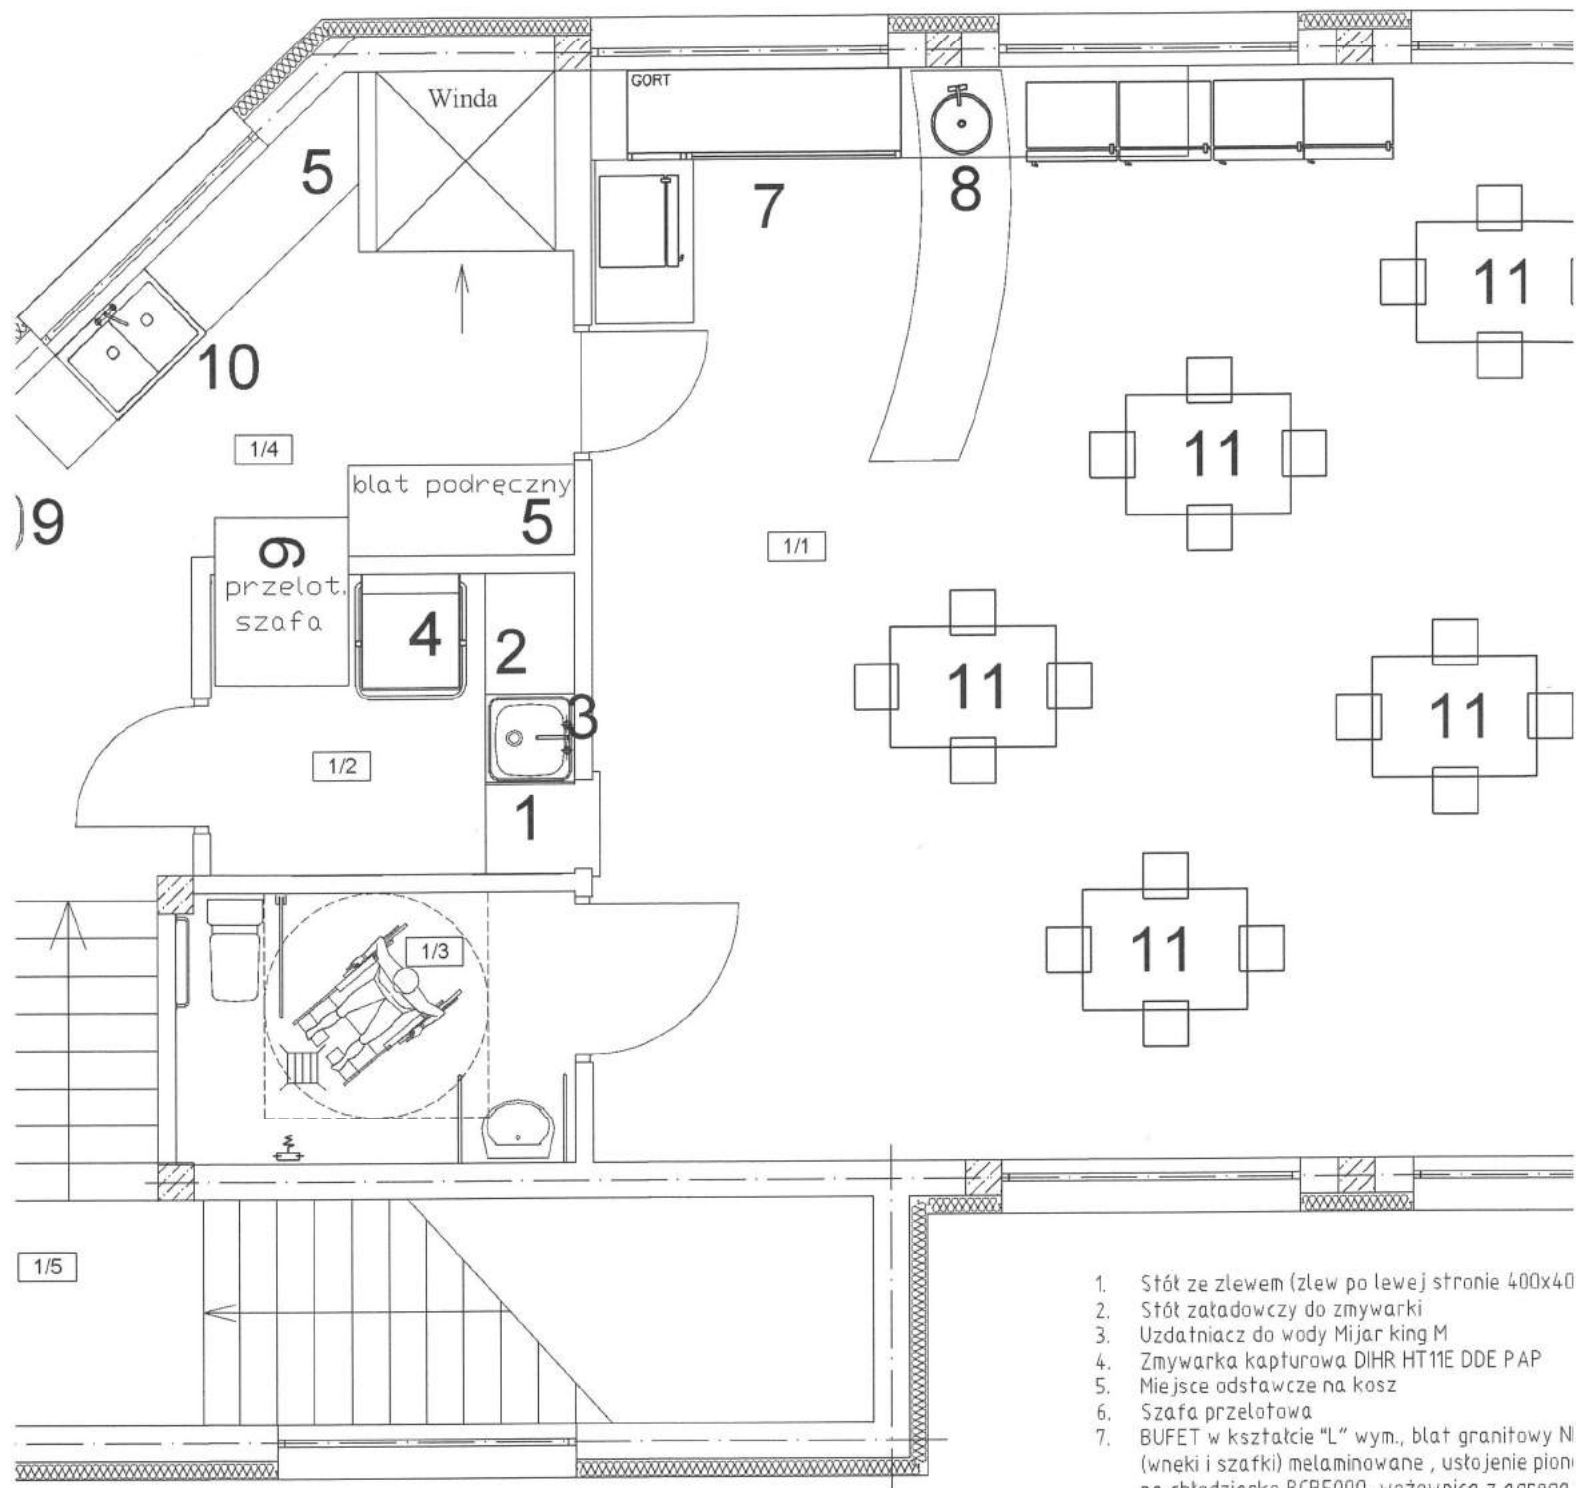 GORT
Winda
5
7
8
11
10
11
1/4
blat podręczny
5
9
1/1
6
przelot.
szafa
4
2
11
11
3
1/2
1
1/3
11
1/5
1. Stół ze zlewem (zlew po lewej stronie 400x40
2. Stół załadowczy do zmywarki
3. Uzdatniacz do wody Mijar king M
4. Zmywarka kapturowa DIHR HT11E DDE PAP
5. Miejsce odstawcze na kosz
6. Szafa przelotowa
7. BUFET w kształcie "L" wym., blat granitowy
(wnęki i szafki) melaminowane , ustojenie